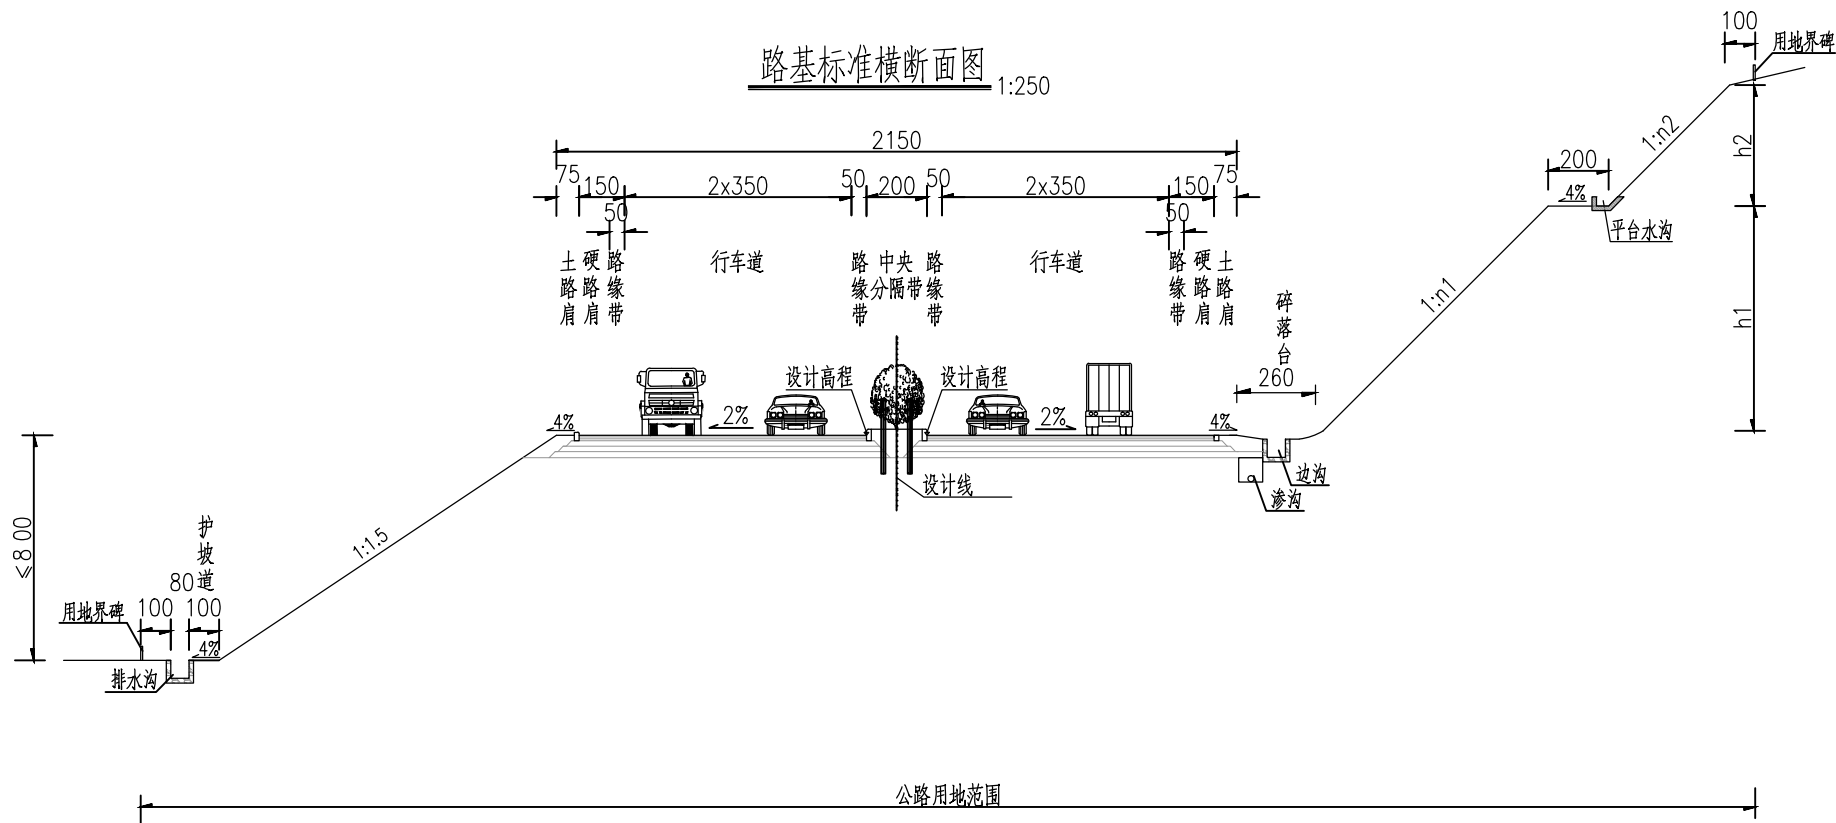 路基标准横断面图 1:250
100
用地界碑
2150
75 150 2x350 50 200 50 2x350 150 75
50 50
土路肩
硬路肩
路缘带
行车道
路缘带
中央分隔带
路缘带
行车道
路缘带
硬路肩
土路肩
1:n2
h2
200
4%
平台水沟
1:n1
h1
碎落台
260
设计高程
设计高程
4%
2%
2%
4%
设计线
边沟
渗沟
≤8.00
1:1.5
护坡道
80
100 100
用地界碑
4%
排水沟
公路用地范围